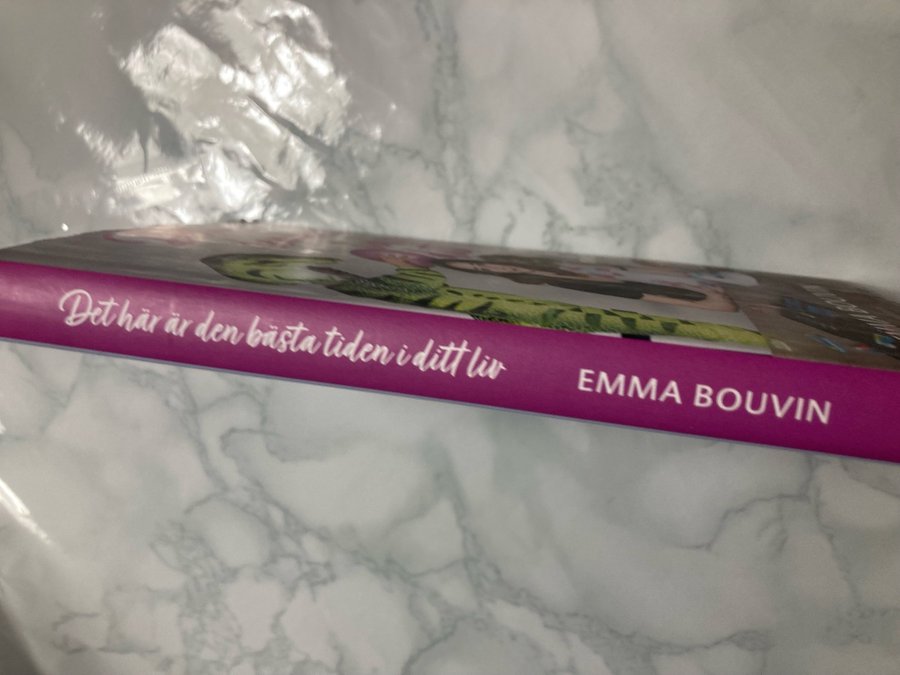 Det här är den bästa tiden i ditt liv
EMMA BOUVIN